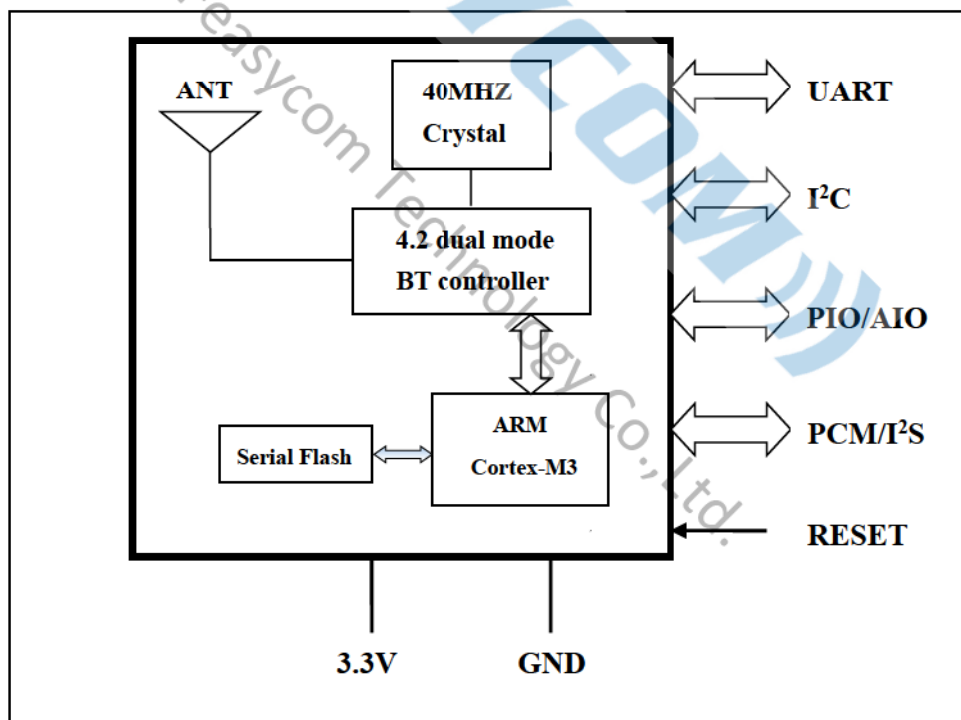 ANT
40MHZ
Crystal
4.2 dual mode
BT controller
ARM
Cortex-M3
Serial Flash
UART
I²C
PIO/AIO
PCM/I²S
RESET
3.3V
GND
easycom Technology Co.,Ltd.
YCOM